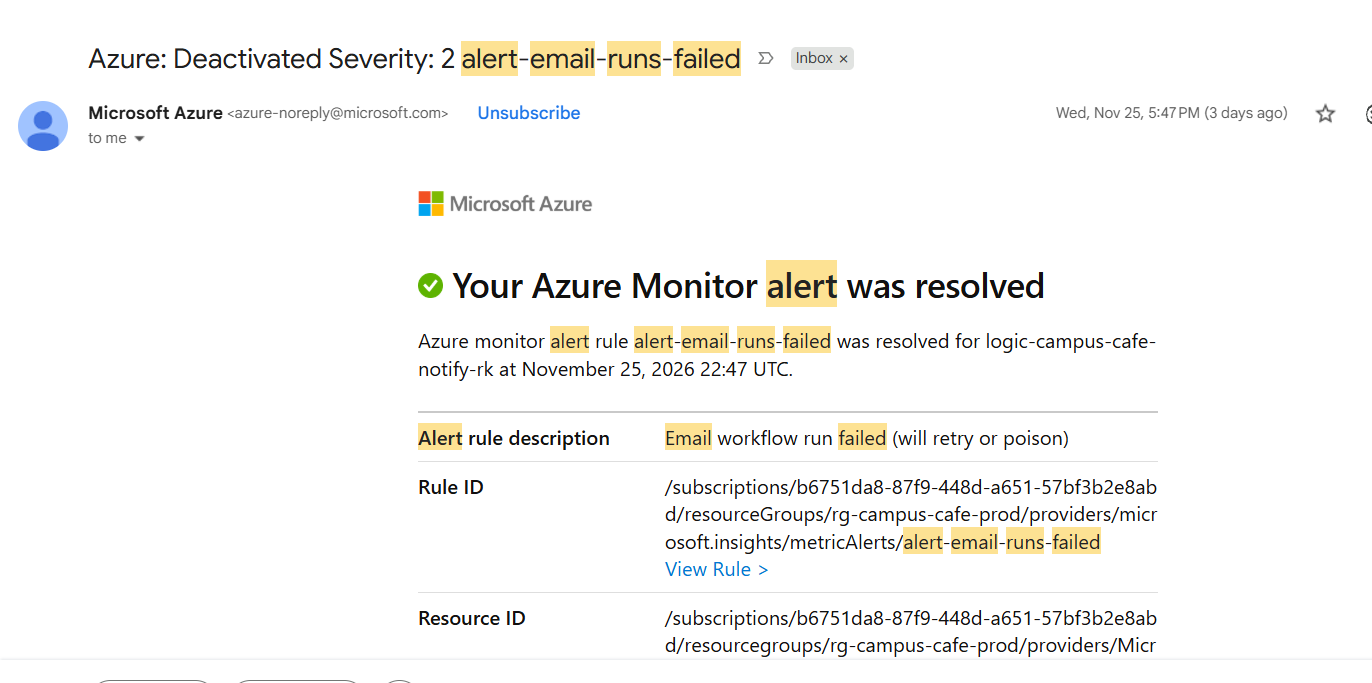 Azure: Deactivated Severity: 2 alert-email-runs-failed
Inbox ×
Microsoft Azure <azure-noreply@microsoft.com> Unsubscribe
Wed, Nov 25, 5:47 PM (3 days ago)
to me
Microsoft Azure
Your Azure Monitor alert was resolved
Azure monitor alert rule alert-email-runs-failed was resolved for logic-campus-cafe-
notify-rk at November 25, 2026 22:47 UTC.
Alert rule description
Email workflow run failed (will retry or poison)
Rule ID
/subscriptions/b6751da8-87f9-448d-a651-57bf3b2e8ab
d/resourceGroups/rg-campus-cafe-prod/providers/micr
osoft.insights/metricAlerts/alert-email-runs-failed
View Rule >
Resource ID
/subscriptions/b6751da8-87f9-448d-a651-57bf3b2e8ab
d/resourcegroups/rg-campus-cafe-prod/providers/Micr